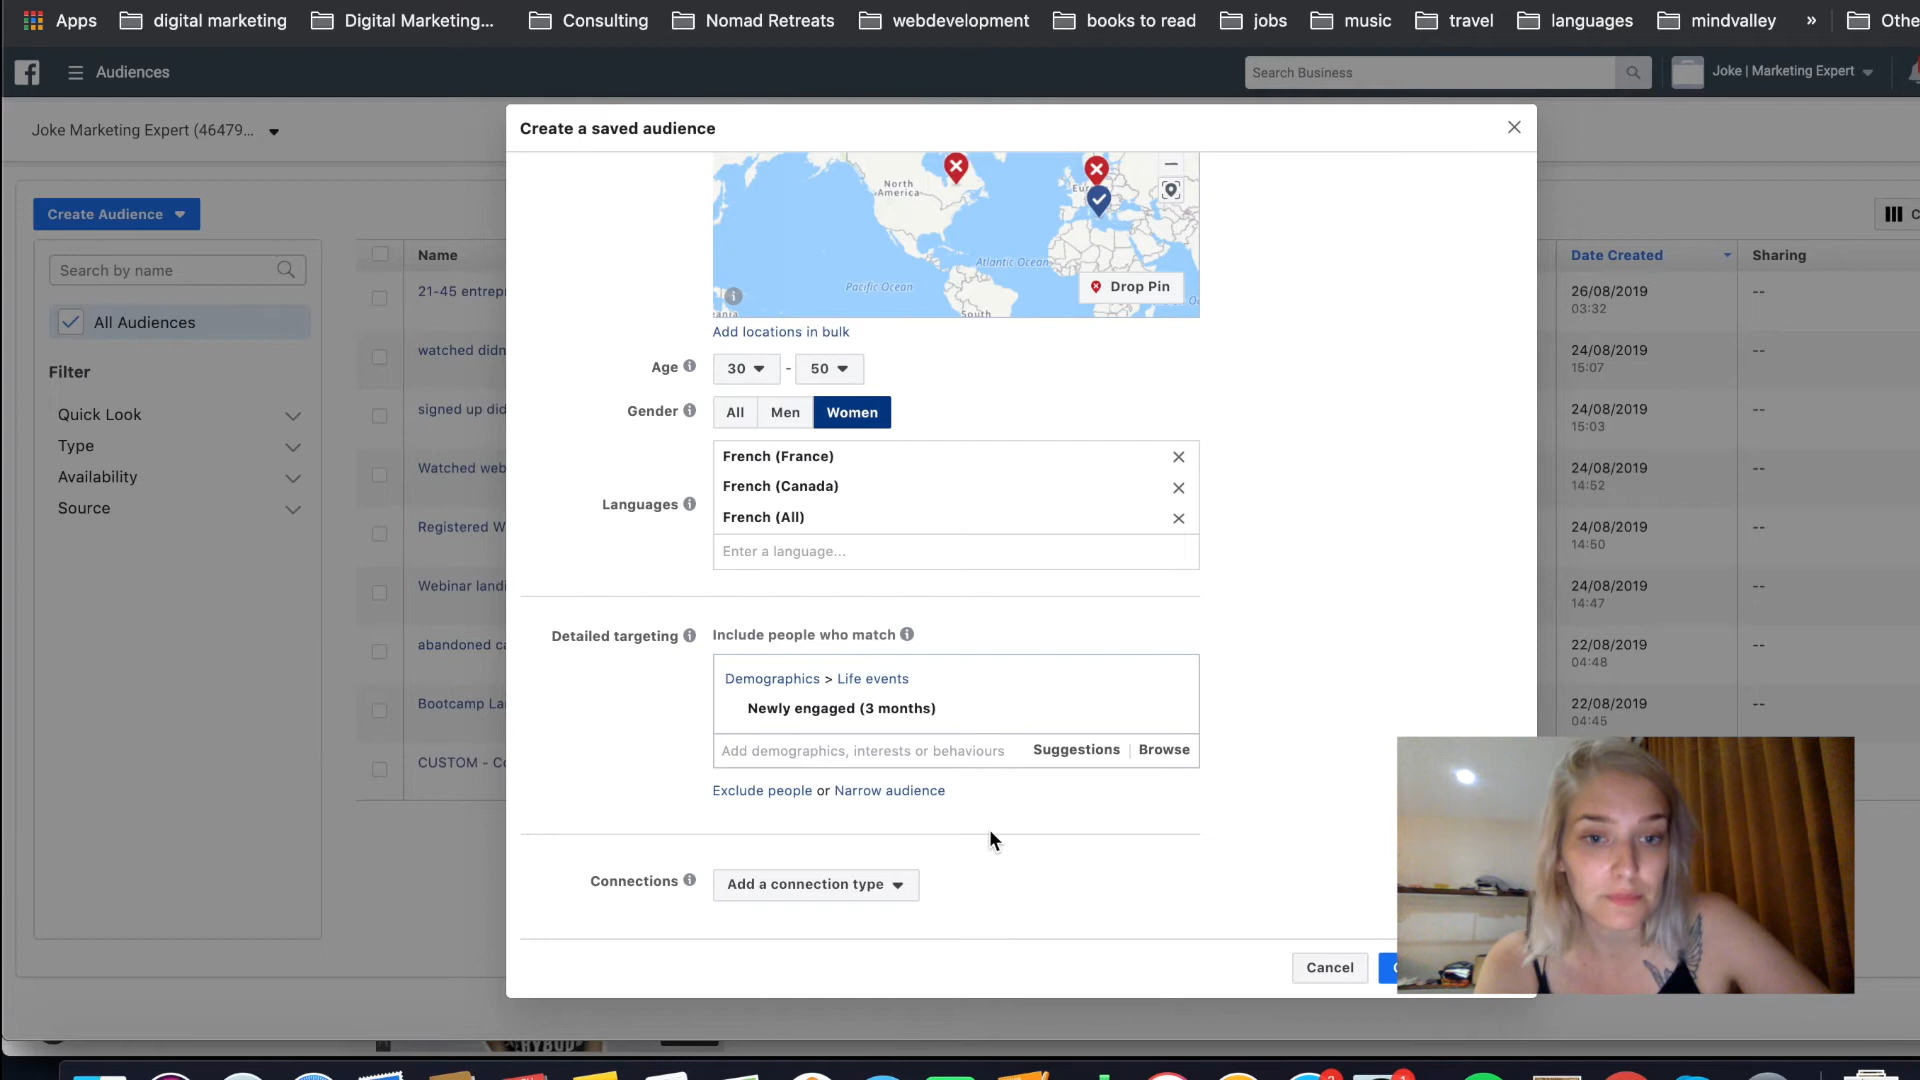 Apps digital marketing Digital Marketing... Consulting Nomad Retreats webdevelopment books to read jobs music travel languages mindvalley »
Audiences Search Business Joke | Marketing Expert
Joke Marketing Expert (46479...
Create a saved audience
Create Audience
Search by name
All Audiences
Filter
Quick Look
Type
Availability
Source
Name Date Created Sharing
26/08/2019 --
03:32
24/08/2019 --
15:07
24/08/2019 --
15:03
24/08/2019 --
14:52
24/08/2019 --
14:50
24/08/2019 --
14:47
22/08/2019 --
04:48
22/08/2019 --
04:45
21-45 entrep
watched didn
signed up did
Watched web
Registered W
Webinar landi
abandoned ca
Bootcamp La
CUSTOM - Co
North
America
Atlantic Ocean
Pacific Ocean
South
Drop Pin
Add locations in bulk
Age 30 - 50
Gender All Men Women
Languages
French (France)
French (Canada)
French (All)
Enter a language...
Detailed targeting Include people who match
Demographics > Life events
Newly engaged (3 months)
Add demographics, interests or behaviours Suggestions | Browse
Exclude people or Narrow audience
Connections Add a connection type
Cancel